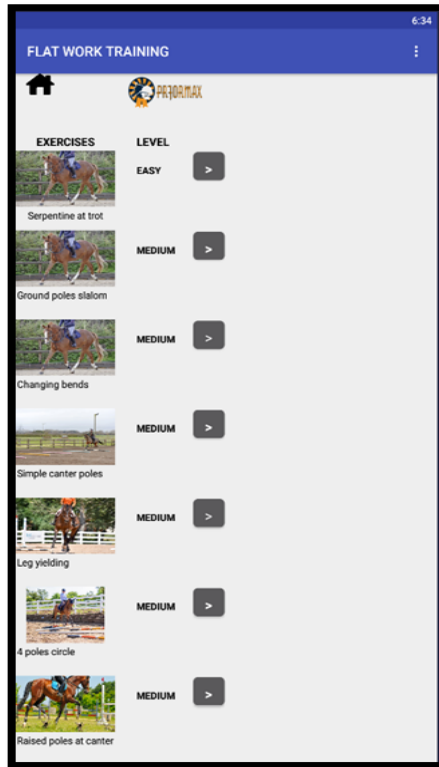 6:34
FLAT WORK TRAINING
EXERCISES LEVEL
EASY >
Serpentine at trot
MEDIUM >
Ground poles slalom
MEDIUM >
Changing bends
MEDIUM >
Simple canter poles
MEDIUM >
Leg yielding
MEDIUM >
4 poles circle
MEDIUM >
Raised poles at canter